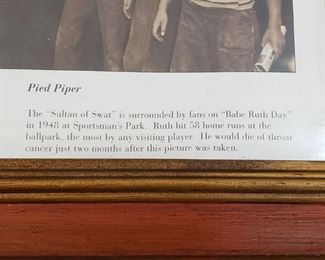 Pied Piper
The "Sultan of Swat" is surrounded by fans on "Babe Ruth Day"
in 1948 at Sportsman's Park. Ruth hit 58 home runs at the
ballpark, the most by any visiting player. He would die of throat
cancer just two months after this picture was taken.